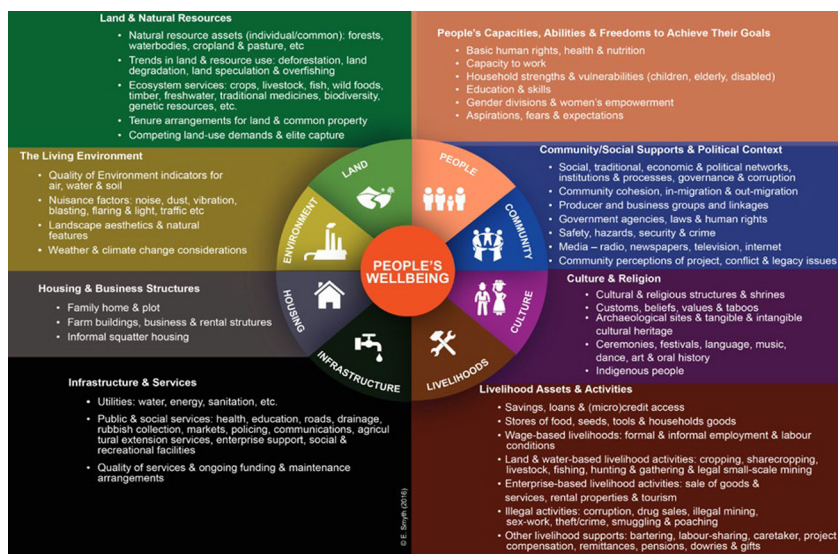 Land & Natural Resources
• Natural resource assets (individual/common): forests,
waterbodies, cropland & pasture, etc
• Trends in land & resource use: deforestation, land
degradation, land speculation & overfishing
• Ecosystem services: crops, livestock, fish, wild foods,
timber, freshwater, traditional medicines, biodiversity,
genetic resources, etc.
• Tenure arrangements for land & common property
• Competing land-use demands & elite capture
People's Capacities, Abilities & Freedoms to Achieve Their Goals
• Basic human rights, health & nutrition
• Capacity to work
• Household strengths & vulnerabilities (children, elderly, disabled)
• Education & skills
• Gender divisions & women's empowerment
• Aspirations, fears & expectations
The Living Environment
• Quality of Environment indicators for
air, water & soil
• Nuisance factors: noise, dust, vibration,
blasting, flaring & light, traffic etc
• Landscape aesthetics & natural
features
• Weather & climate change considerations
Community/Social Supports & Political Context
• Social, traditional, economic & political networks,
institutions & processes, governance & corruption
• Community cohesion, in-migration & out-migration
• Producer and business groups and linkages
• Government agencies, laws & human rights
• Safety, hazards, security & crime
• Media – radio, newspapers, television, internet
• Community perceptions of project, conflict & legacy issues
LAND
PEOPLE
ENVIRONMENT
COMMUNITY
PEOPLE'S
WELLBEING
HOUSING
CULTURE
INFRASTRUCTURE
LIVELIHOODS
Housing & Business Structures
• Family home & plot
• Farm buildings, business & rental strutures
• Informal squatter housing
Culture & Religion
• Cultural & religious structures & shrines
• Customs, beliefs, values & taboos
• Archaeological sites & tangible & intangible
cultural heritage
• Ceremonies, festivals, language, music,
dance, art & oral history
• Indigenous people
Infrastructure & Services
• Utilities: water, energy, sanitation, etc.
• Public & social services: health, education, roads, drainage,
rubbish collection, markets, policing, communications, agricul
tural extension services, enterprise support, social &
recreational facilities
• Quality of services & ongoing funding & maintenance
arrangements
Livelihood Assets & Activities
• Savings, loans & (micro)credit access
• Stores of food, seeds, tools & households goods
• Wage-based livelihoods: formal & informal employment & labour
conditions
• Land & water-based livelihood activities: cropping, sharecropping,
livestock, fishing, hunting & gathering & legal small-scale mining
• Enterprise-based livelihood activities: sale of goods &
services, rental properties & tourism
• Illegal activities: corruption, drug sales, illegal mining,
sex-work, theft/crime, smuggling & poaching
• Other livelihood supports: bartering, labour-sharing, caretaker, project
compensation, remittances, pensions, dowries & gifts
© E. Smyth (2016)